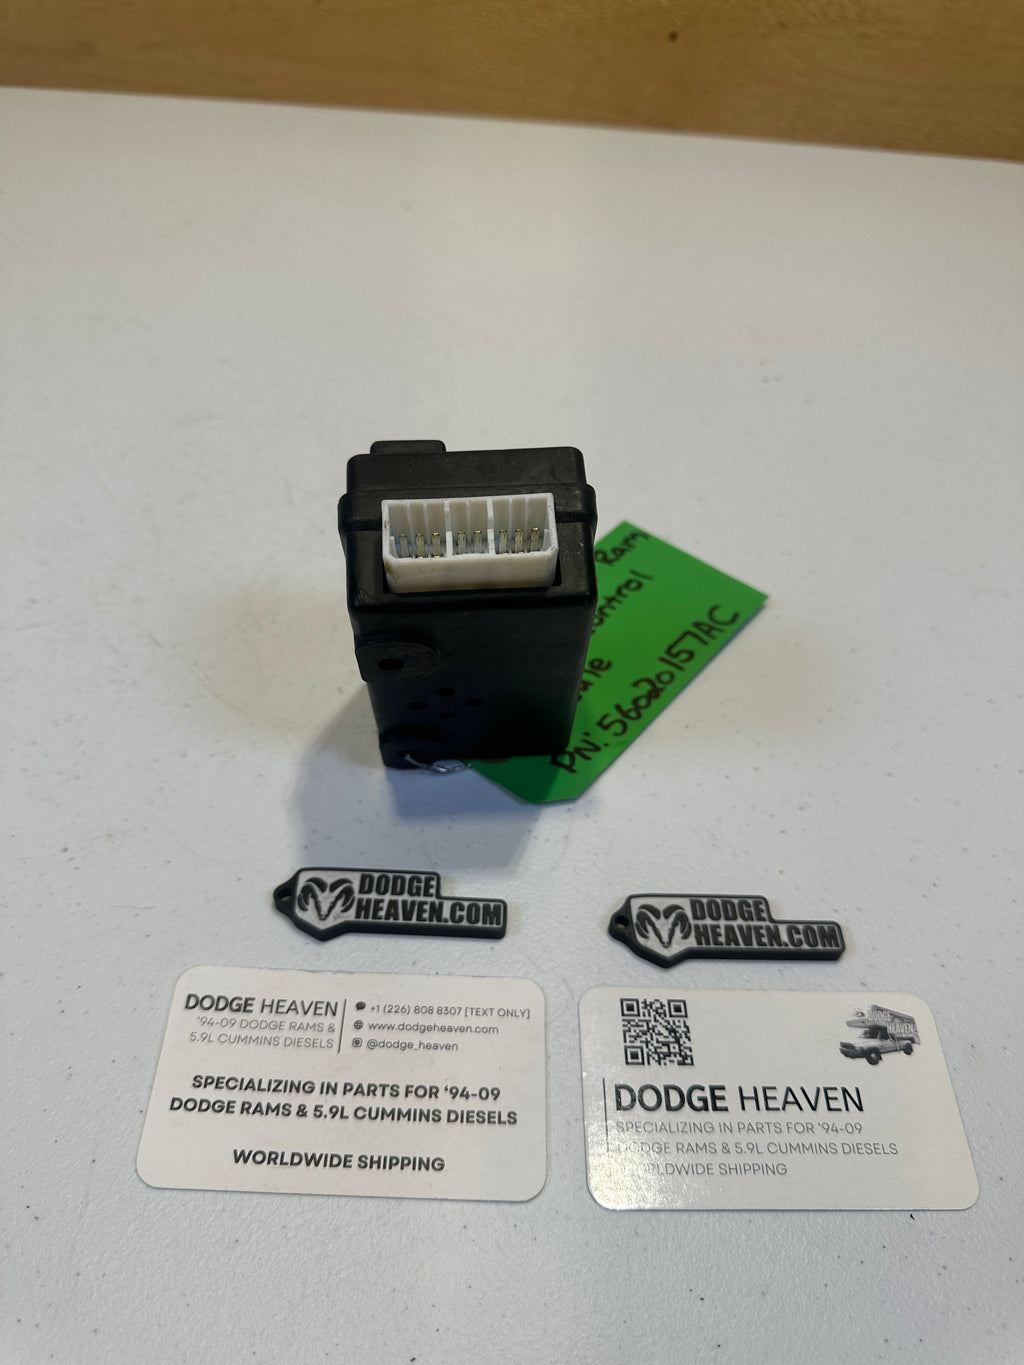 Ram
PN: 56020157AC
DODGE
HEAVEN.COM
DODGE
HEAVEN.COM
DODGE HEAVEN
'94-09 DODGE RAMS &
5.9L CUMMINS DIESELS
+1 (226) 808 8307 [TEXT ONLY]
www.dodgeheaven.com
@dodge_heaven
SPECIALIZING IN PARTS FOR '94-09
DODGE RAMS & 5.9L CUMMINS DIESELS
WORLDWIDE SHIPPING
DODGE
HEAVEN
DODGE HEAVEN
SPECIALIZING IN PARTS FOR '94-09
DODGE RAMS & 5.9L CUMMINS DIESELS
WORLDWIDE SHIPPING